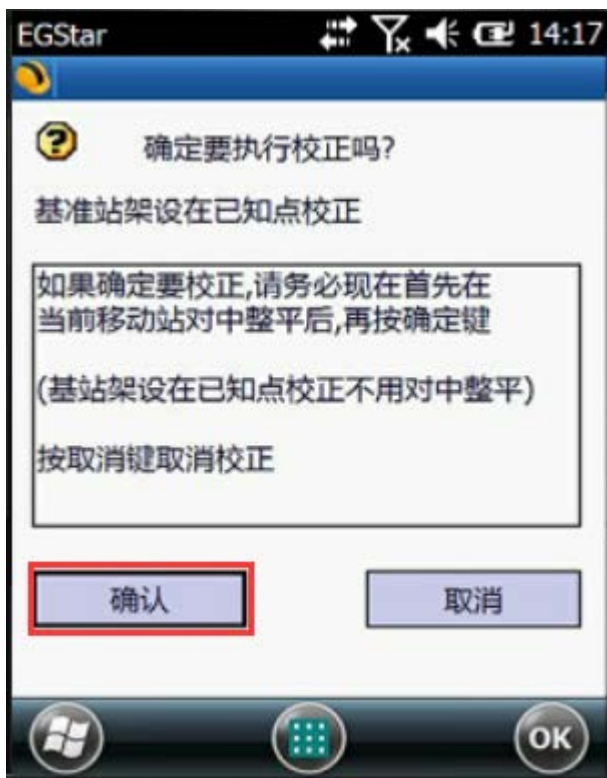 EGStar 14:17
确定要执行校正吗?
基准站架设在已知点校正
如果确定要校正,请务必现在首先在
当前移动站对中整平后,再按确定键
(基站架设在已知点校正不用对中整平)
按取消键取消校正
确认 取消
OK